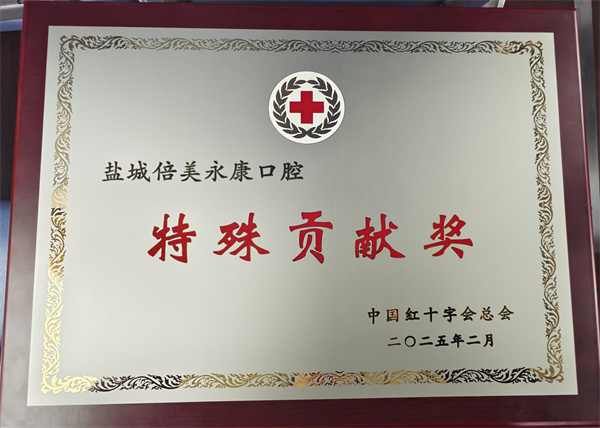 盐城倍美永康口腔
特殊贡献奖
中国红十字会总会
二〇二五年二月